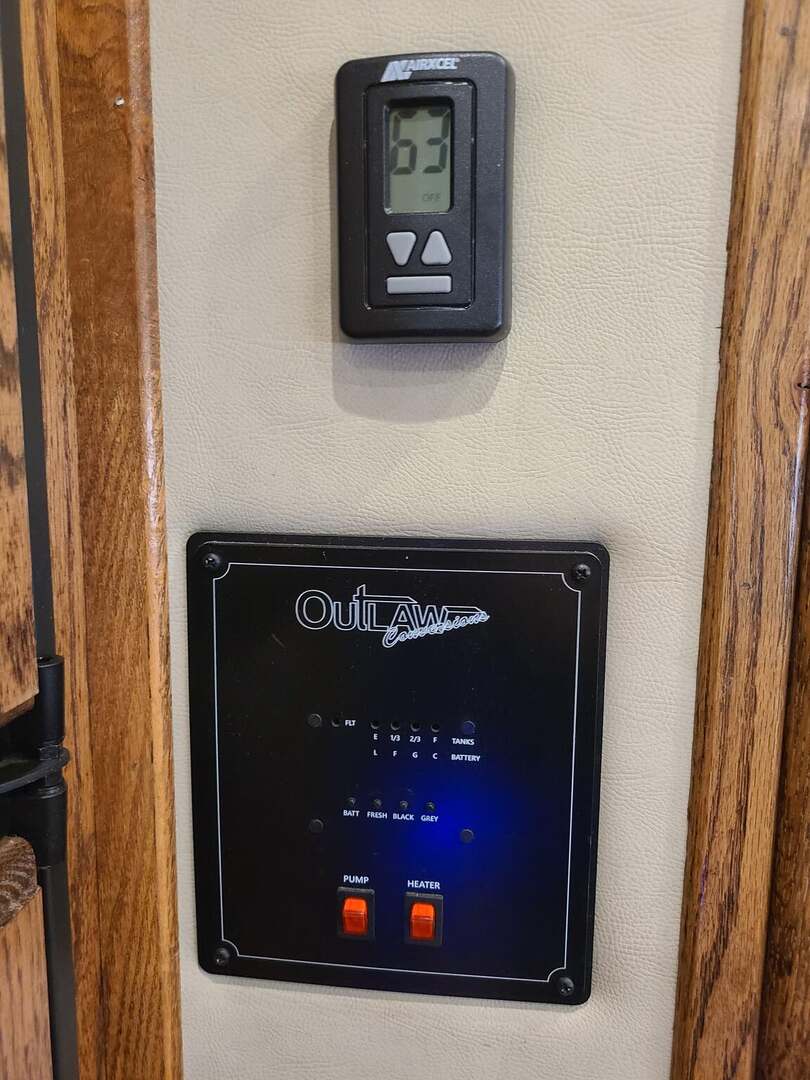 AIRXCEL
63
OFF
OutLaw
Conversions
FLT
E 1/3 2/3 F TANKS
L F G C BATTERY
BATT FRESH BLACK GREY
PUMP HEATER